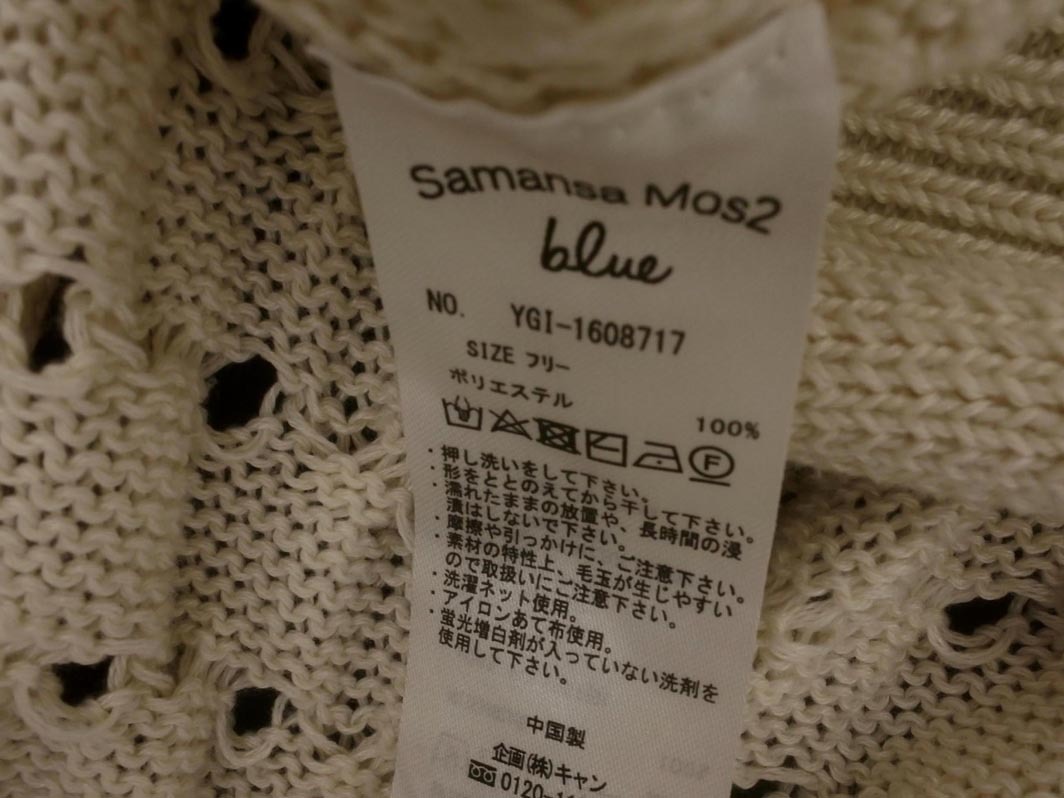 Samansa Mos2
blue
NO. YGI-1608717
SIZE フリー
ポリエステル 100%
F
・押し洗いをして下さい。
・形をととのえてから干して下さい。
・濡れたままの放置や、長時間の浸
漬はしないで下さい。
・摩擦や引っかけに、ご注意下さい。
・素材の特性上、毛玉が生じやすい
ので取扱いにご注意下さい。
・洗濯ネット使用。
・アイロンあて布使用。
・蛍光増白剤が入っていない洗剤を
使用して下さい。
中国製
企画(株)キャン
0120-